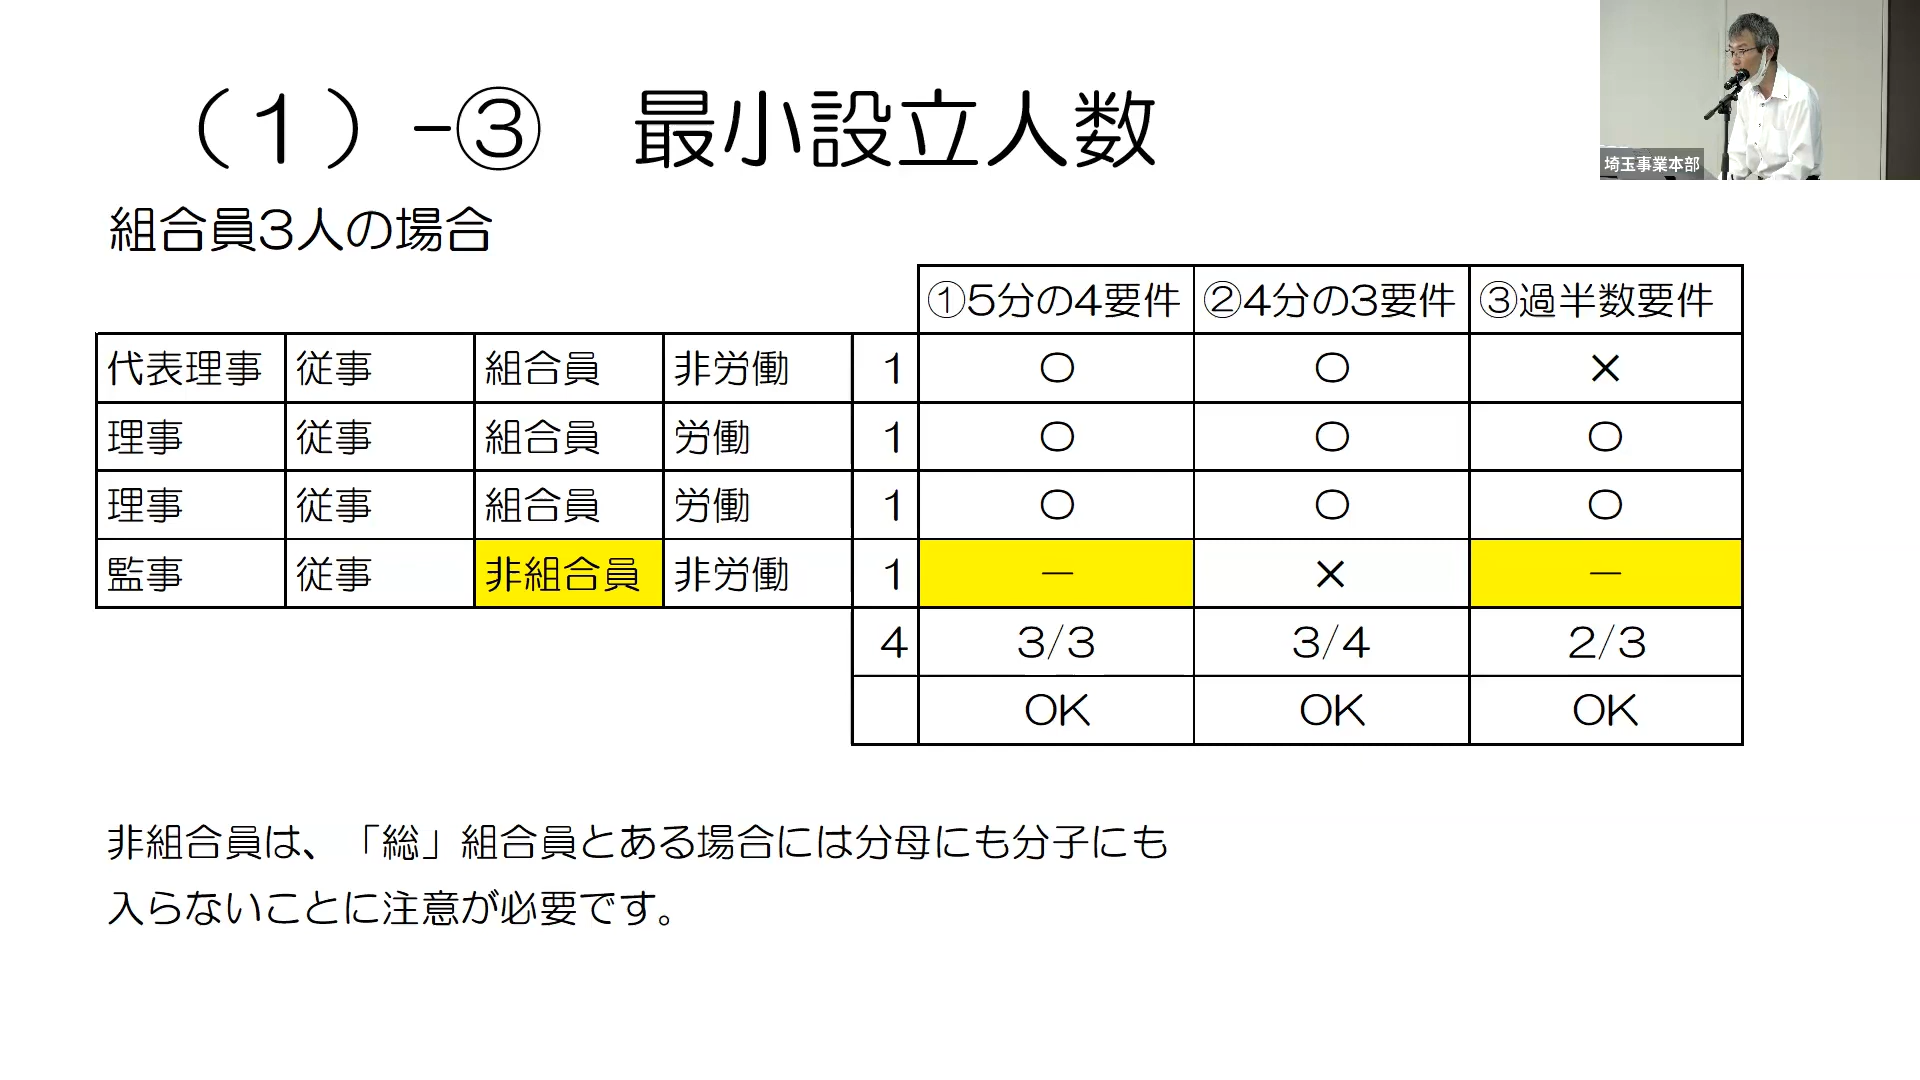 （１）-③　最小設立人数
埼玉事業本部
組合員3人の場合
①5分の4要件 ②4分の3要件 ③過半数要件
代表理事 従事 組合員 非労働 1 〇 〇 ×
理事 従事 組合員 労働 1 〇 〇 〇
理事 従事 組合員 労働 1 〇 〇 〇
監事 従事 非組合員 非労働 1 － × －
4 3/3 3/4 2/3
OK OK OK
非組合員は、「総」組合員とある場合には分母にも分子にも
入らないことに注意が必要です。